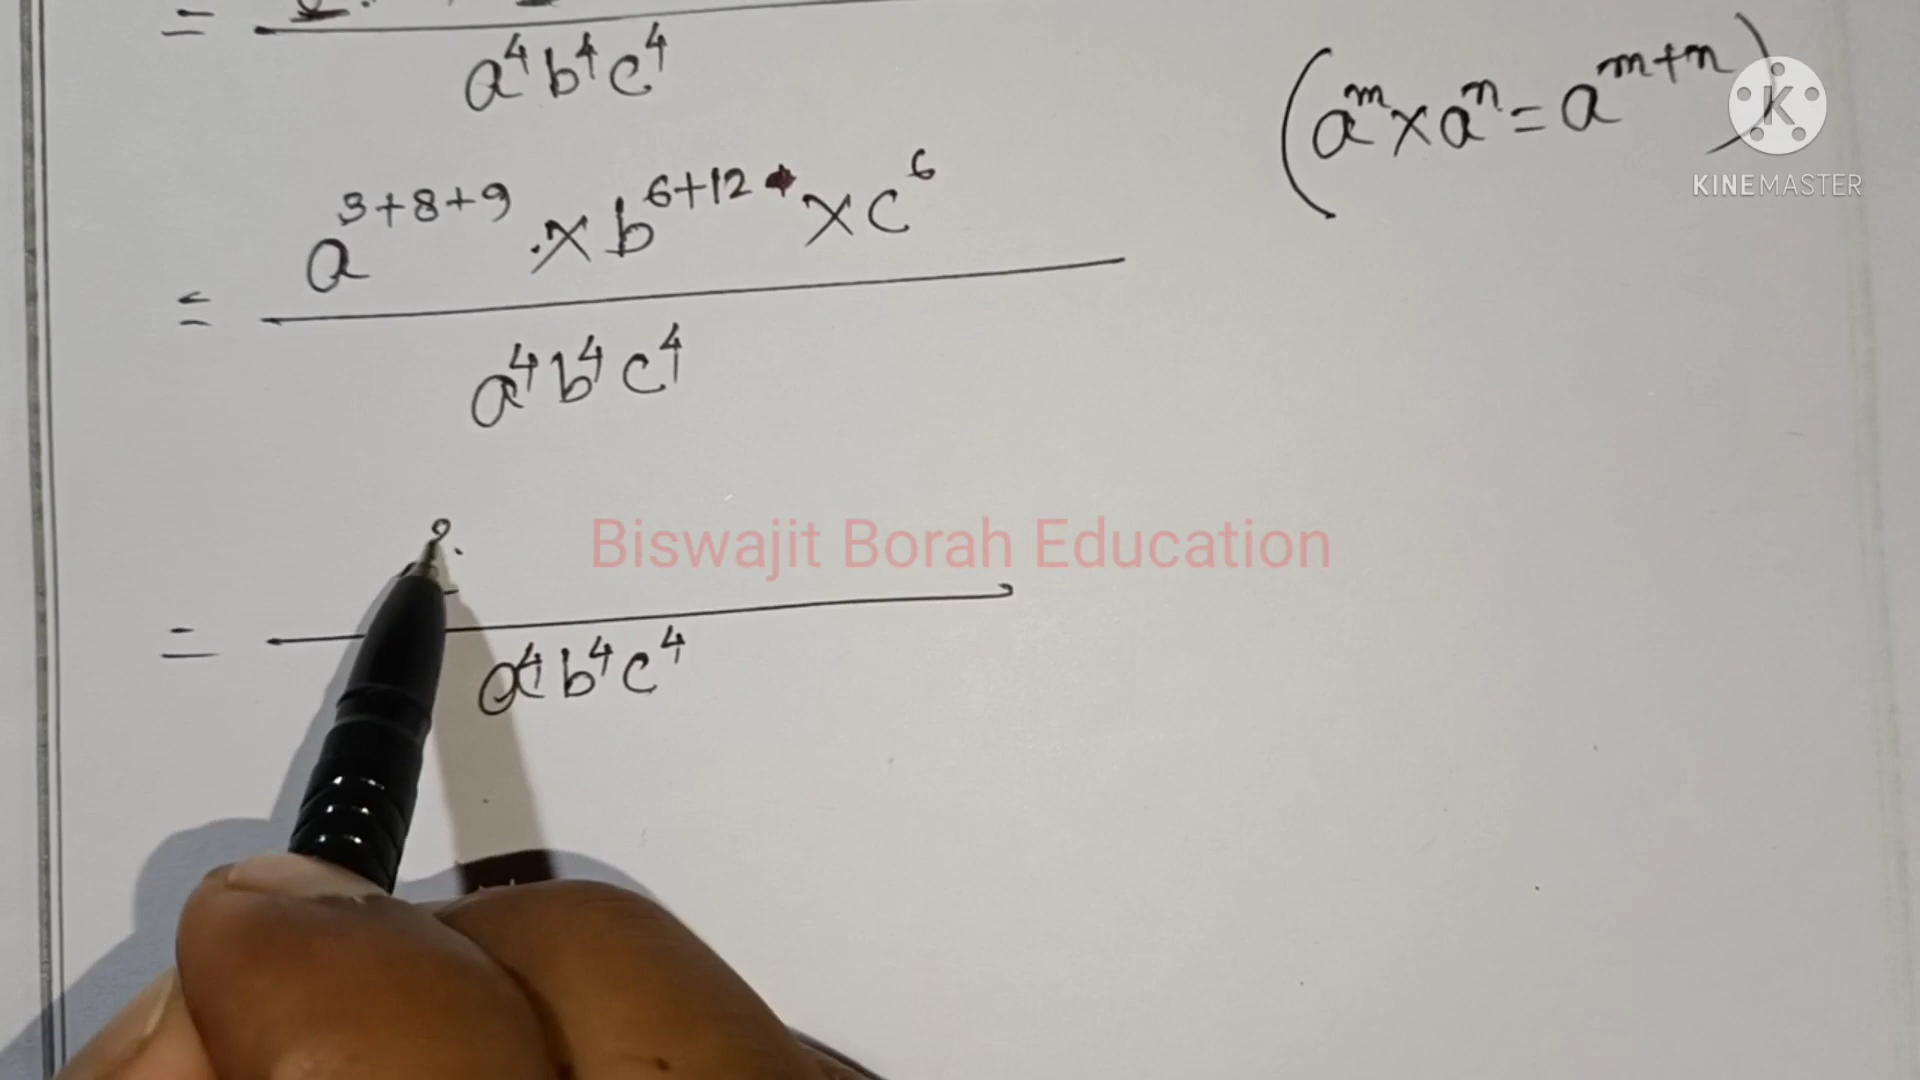 =
a⁴b⁴c⁴
(aᵐ×aⁿ=aᵐ⁺ⁿ)
KINEMASTER
a³⁺⁸⁺⁹ × b⁶⁺¹² × c⁶
=
a⁴b⁴c⁴
Biswajit Borah Education
=
a⁴b⁴c⁴